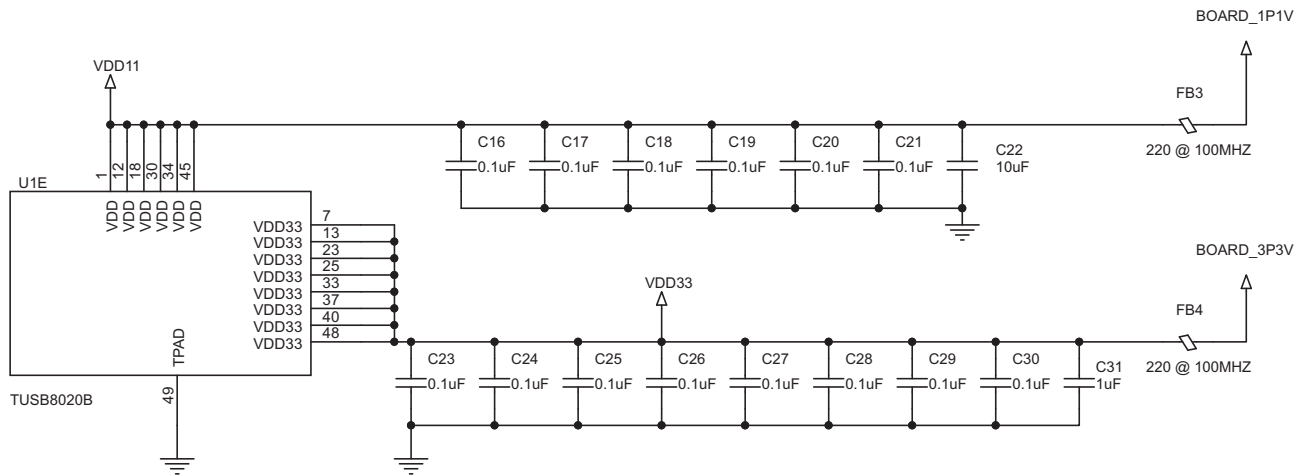 BOARD_1P1V
VDD11
FB3
C16
0.1uF
C17
0.1uF
C18
0.1uF
C19
0.1uF
C20
0.1uF
C21
0.1uF
C22
10uF
220 @ 100MHZ
1
12
18
30
34
45
U1E
VDD
VDD
VDD
VDD
VDD
VDD
VDD33 7
VDD33 13
VDD33 23
VDD33 25
VDD33 33
VDD33 37
VDD33 40
VDD33 48
BOARD_3P3V
VDD33
FB4
C23
0.1uF
C24
0.1uF
C25
0.1uF
C26
0.1uF
C27
0.1uF
C28
0.1uF
C29
0.1uF
C30
0.1uF
C31
1uF
220 @ 100MHZ
TPAD
49
TUSB8020B